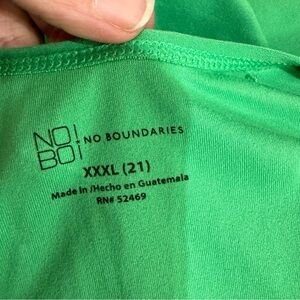 NO!
BO¡ NO BOUNDARIES
XXXL (21)
Made in /Hecho en Guatemala
RN# 52469